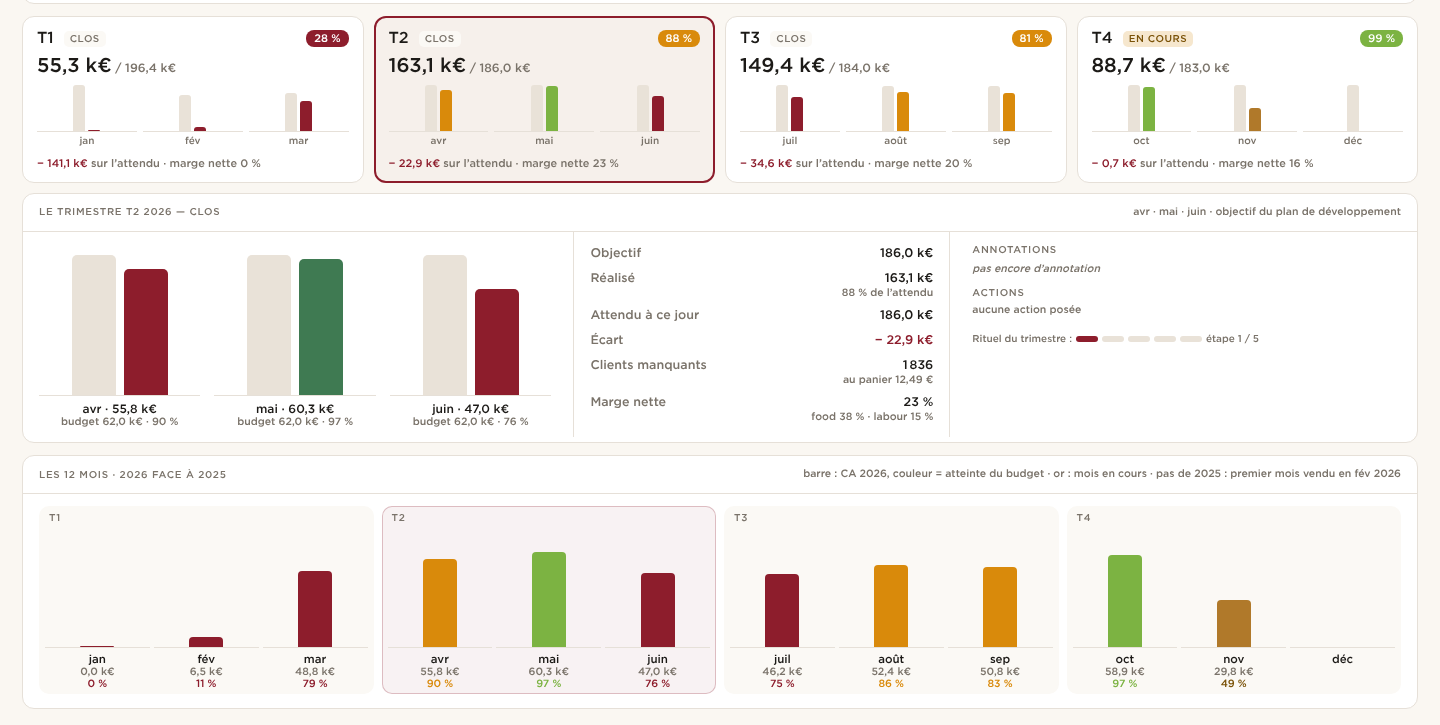 T1 CLOS 28 %
55,3 k€ / 196,4 k€
jan fév mar
− 141,1 k€ sur l'attendu · marge nette 0 %
T2 CLOS 88 %
163,1 k€ / 186,0 k€
avr mai juin
− 22,9 k€ sur l'attendu · marge nette 23 %
T3 CLOS 81 %
149,4 k€ / 184,0 k€
juil août sep
− 34,6 k€ sur l'attendu · marge nette 20 %
T4 EN COURS 99 %
88,7 k€ / 183,0 k€
oct nov déc
− 0,7 k€ sur l'attendu · marge nette 16 %
LE TRIMESTRE T2 2026 — CLOS
avr · mai · juin · objectif du plan de développement
avr · 55,8 k€
budget 62,0 k€ · 90 %
mai · 60,3 k€
budget 62,0 k€ · 97 %
juin · 47,0 k€
budget 62,0 k€ · 76 %
Objectif 186,0 k€
Réalisé 163,1 k€
88 % de l'attendu
Attendu à ce jour 186,0 k€
Écart − 22,9 k€
Clients manquants 1 836
au panier 12,49 €
Marge nette 23 %
food 38 % · labour 15 %
ANNOTATIONS
pas encore d'annotation
ACTIONS
aucune action posée
Rituel du trimestre : étape 1 / 5
LES 12 MOIS · 2026 FACE À 2025
barre : CA 2026, couleur = atteinte du budget · or : mois en cours · pas de 2025 : premier mois vendu en fév 2026
T1
jan fév mar
0,0 k€ 6,5 k€ 48,8 k€
0 % 11 % 79 %
T2
avr mai juin
55,8 k€ 60,3 k€ 47,0 k€
90 % 97 % 76 %
T3
juil août sep
46,2 k€ 52,4 k€ 50,8 k€
75 % 86 % 83 %
T4
oct nov déc
58,9 k€ 29,8 k€
97 % 49 %